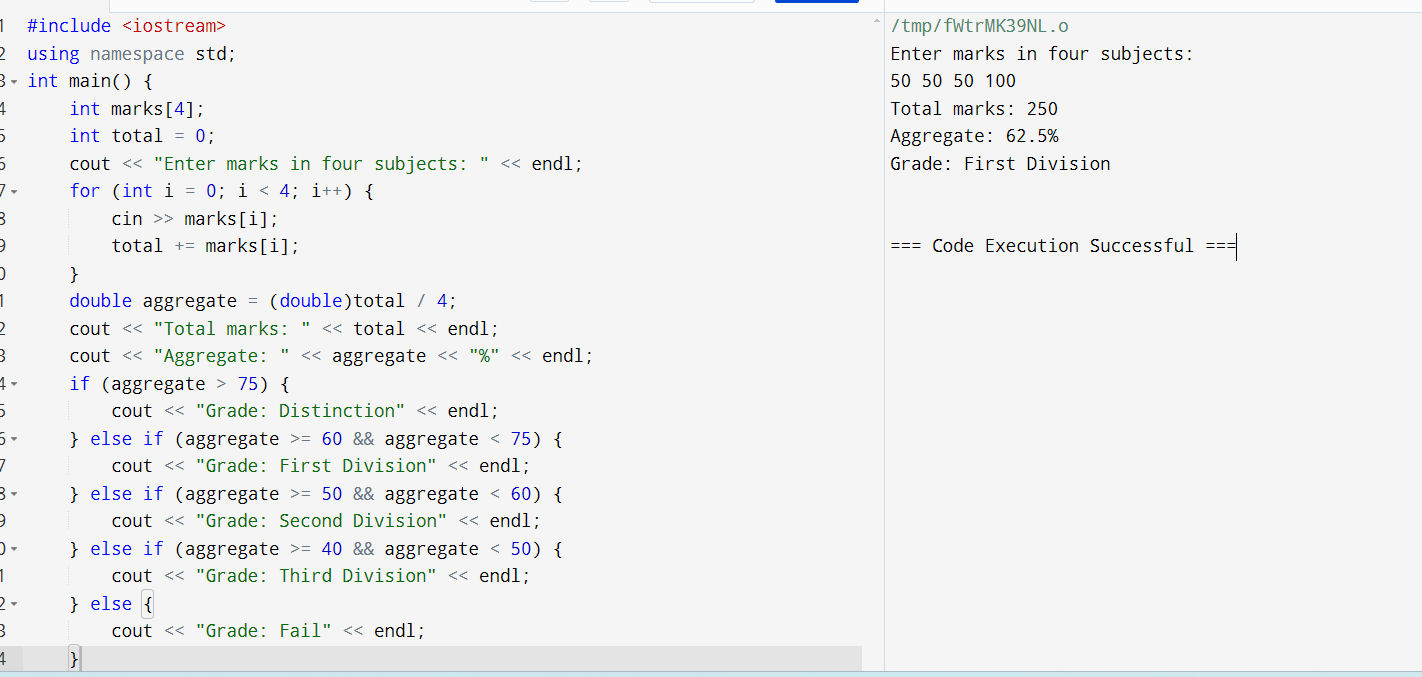 1 #include <iostream>
2 using namespace std;
3 int main() {
4     int marks[4];
5     int total = 0;
6     cout << "Enter marks in four subjects: " << endl;
7     for (int i = 0; i < 4; i++) {
8         cin >> marks[i];
9         total += marks[i];
0     }
1     double aggregate = (double)total / 4;
2     cout << "Total marks: " << total << endl;
3     cout << "Aggregate: " << aggregate << "%" << endl;
4     if (aggregate > 75) {
5         cout << "Grade: Distinction" << endl;
6     } else if (aggregate >= 60 && aggregate < 75) {
7         cout << "Grade: First Division" << endl;
8     } else if (aggregate >= 50 && aggregate < 60) {
9         cout << "Grade: Second Division" << endl;
0     } else if (aggregate >= 40 && aggregate < 50) {
1         cout << "Grade: Third Division" << endl;
2     } else {
3         cout << "Grade: Fail" << endl;
4     }
/tmp/fWtrMK39NL.o
Enter marks in four subjects:
50 50 50 100
Total marks: 250
Aggregate: 62.5%
Grade: First Division
=== Code Execution Successful ===